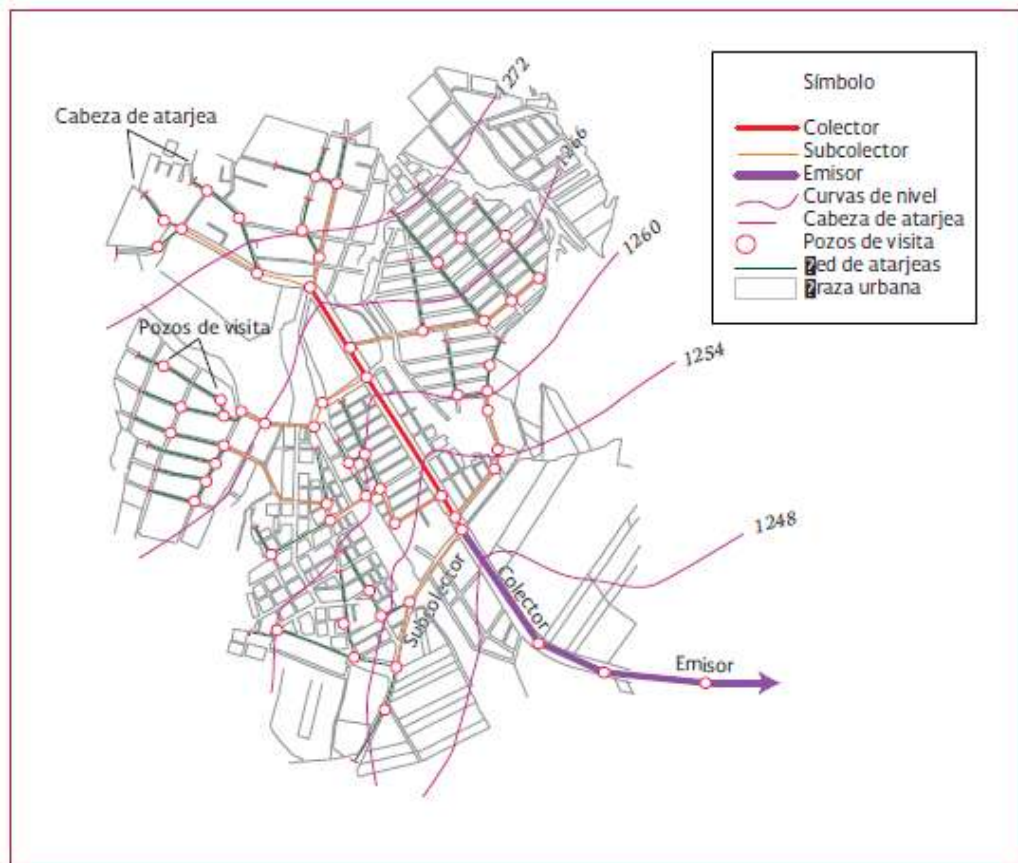 Símbolo
Colector
Subcolector
Emisor
Curvas de nivel
Cabeza de atarjea
Pozos de visita
�ed de atarjeas
�raza urbana
Cabeza de atarjea
1272
1266
1260
Pozos de visita
1254
1248
Subcolector
Colector
Emisor